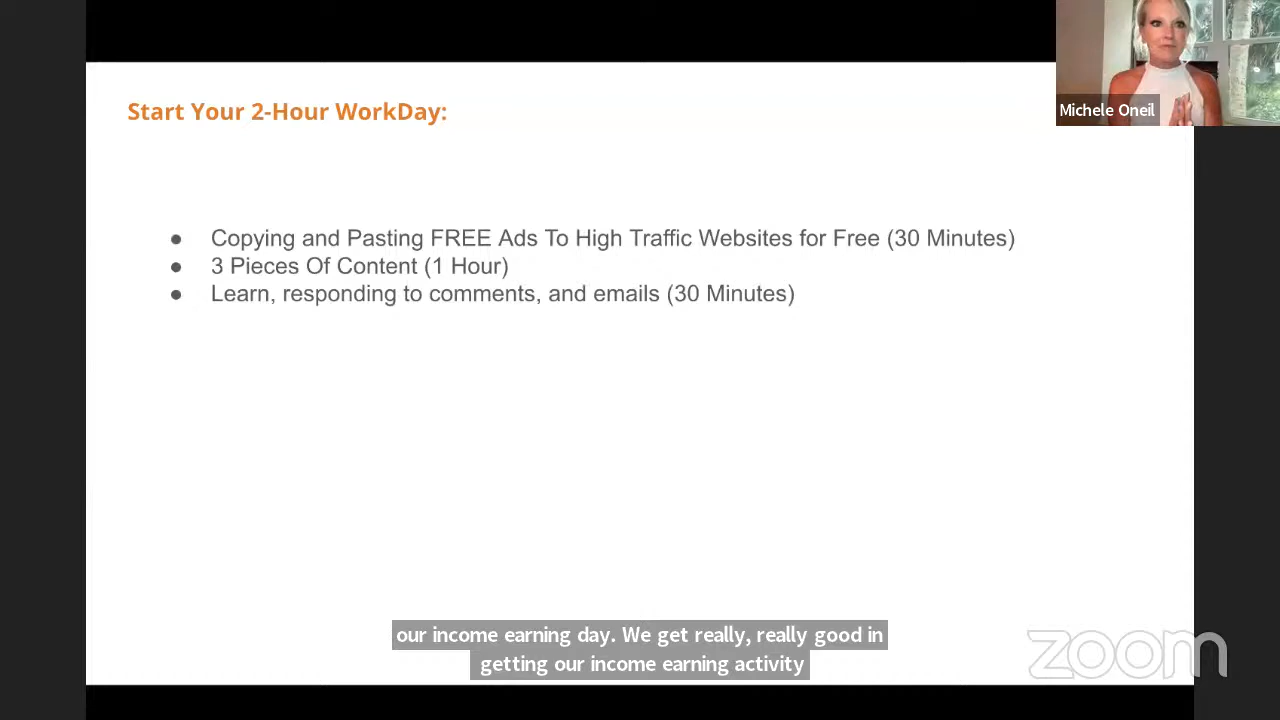 Start Your 2-Hour WorkDay:
Michele Oneil
● Copying and Pasting FREE Ads To High Traffic Websites for Free (30 Minutes)
● 3 Pieces Of Content (1 Hour)
● Learn, responding to comments, and emails (30 Minutes)
our income earning day. We get really, really good in
getting our income earning activity
zoom